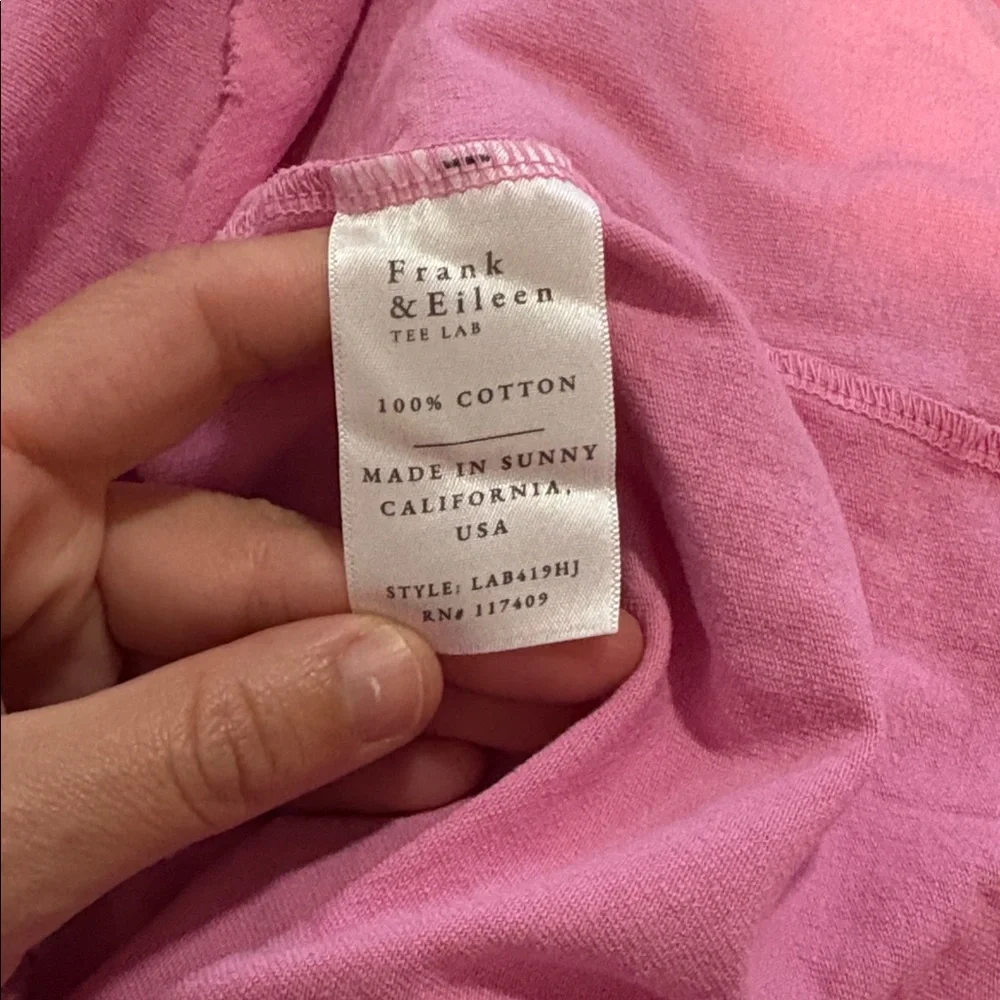 Frank
& Eileen
TEE LAB
100% COTTON
MADE IN SUNNY
CALIFORNIA,
USA
STYLE: LAB419HJ
RN# 117409